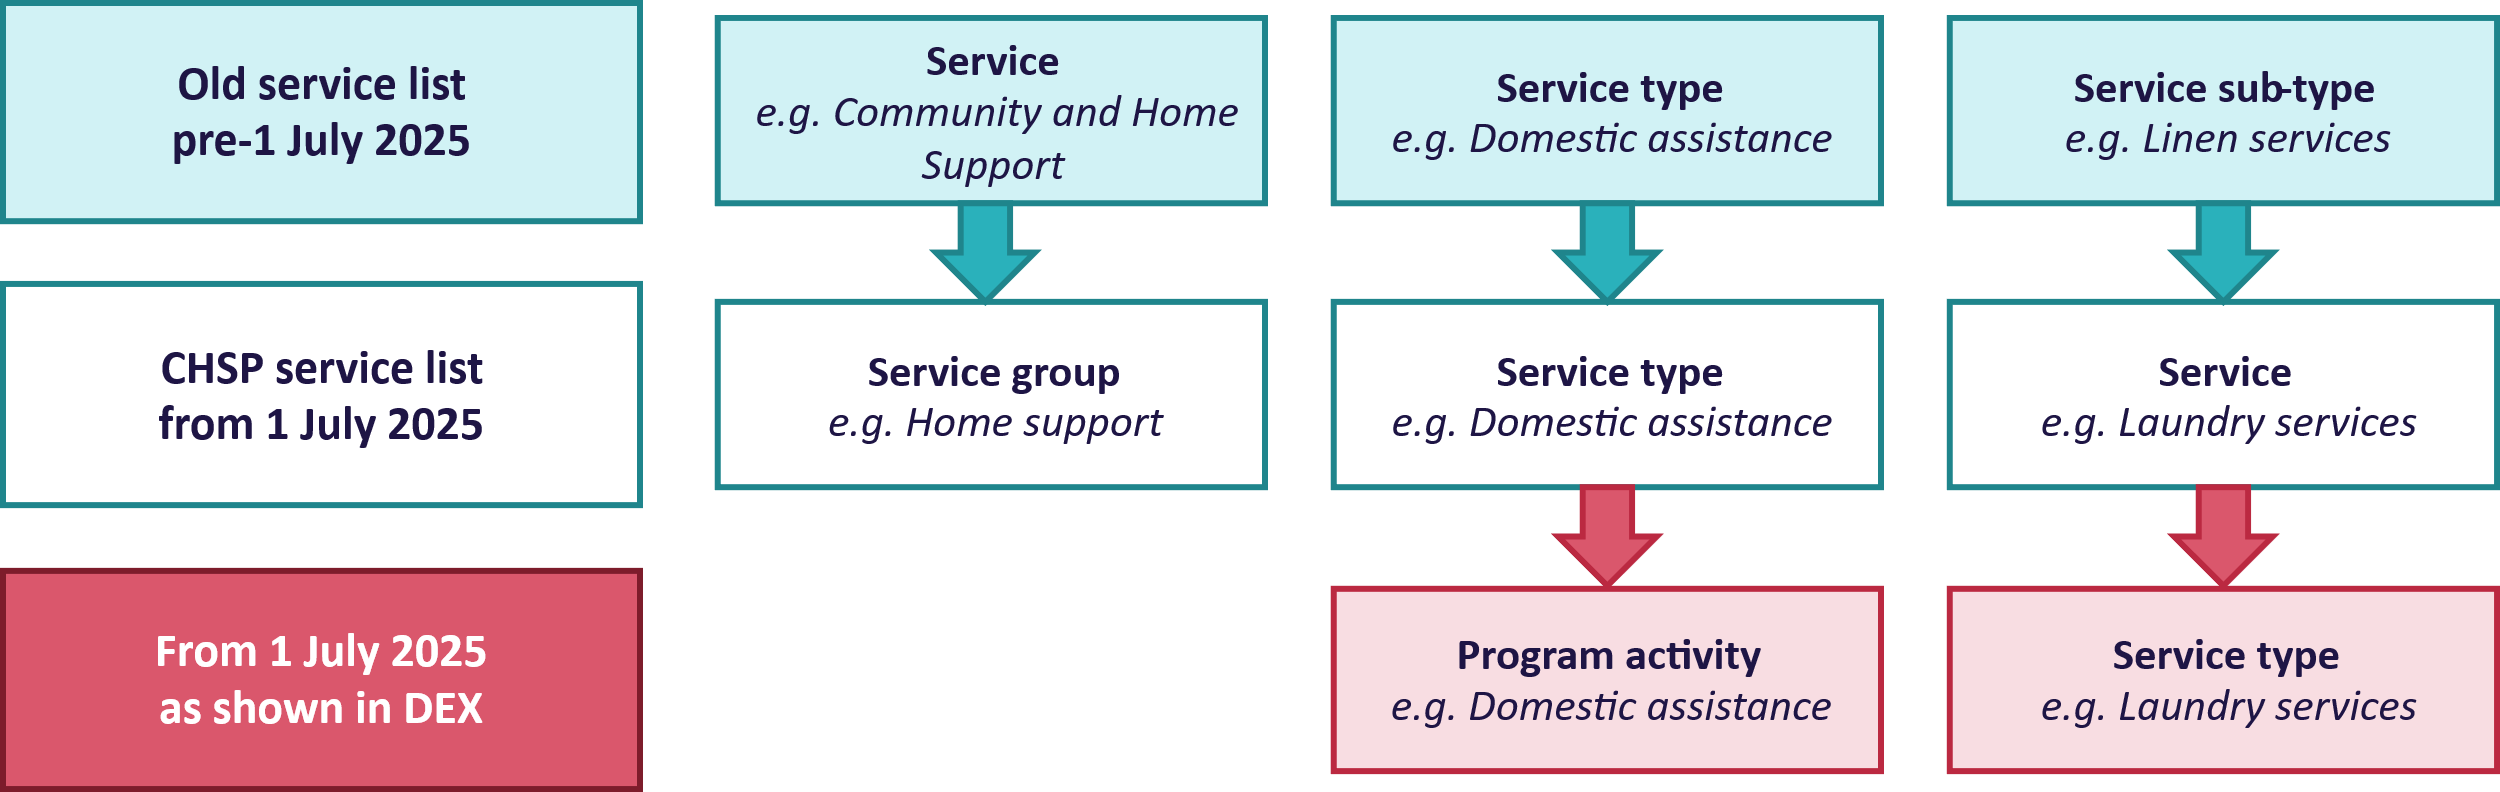 Old service list
pre-1 July 2025
Service
e.g. Community and Home
Support
Service type
e.g. Domestic assistance
Service sub-type
e.g. Linen services
CHSP service list
from 1 July 2025
Service group
e.g. Home support
Service type
e.g. Domestic assistance
Service
e.g. Laundry services
From 1 July 2025
as shown in DEX
Program activity
e.g. Domestic assistance
Service type
e.g. Laundry services